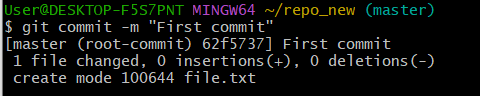 User@DESKTOP-F5S7PNT MINGW64 ~/repo_new (master)
$ git commit -m "First commit"
[master (root-commit) 62f5737] First commit
 1 file changed, 0 insertions(+), 0 deletions(-)
 create mode 100644 file.txt